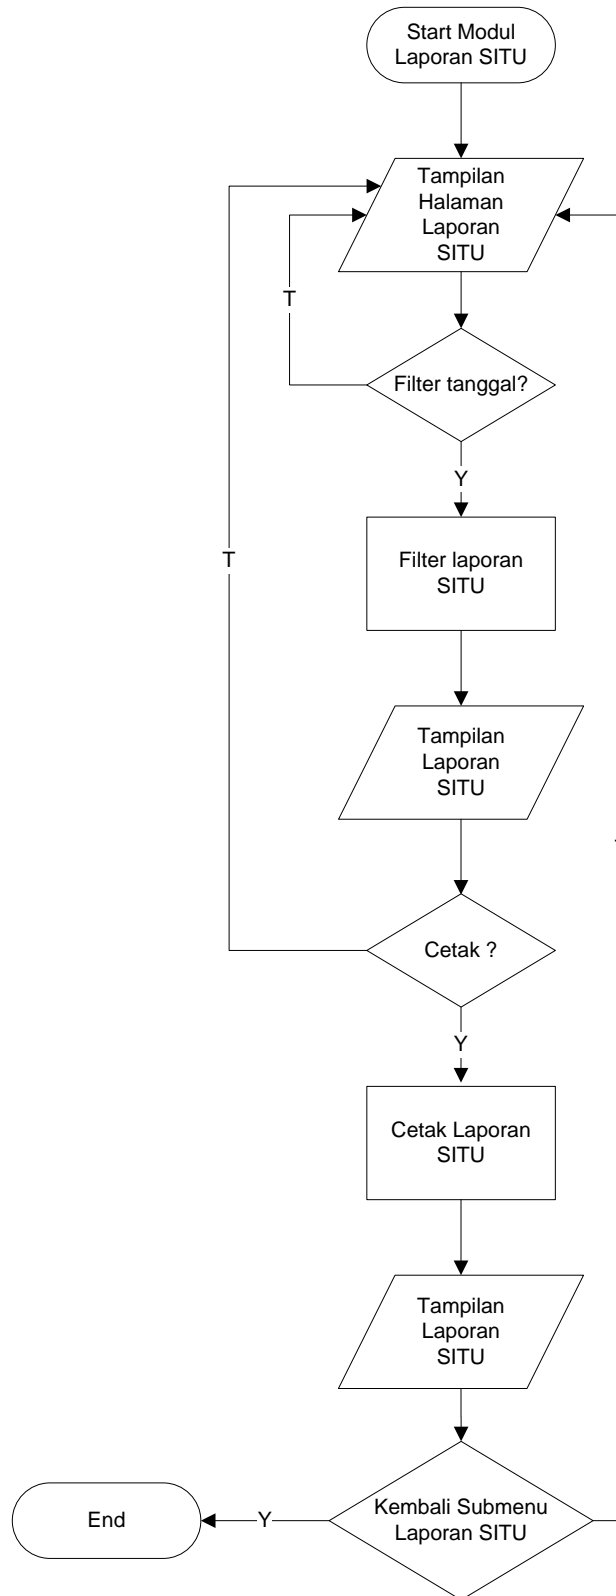 Start Modul
Laporan SITU
Tampilan
Halaman
Laporan
SITU
T
Filter tanggal?
Y
T
Filter laporan
SITU
Tampilan
Laporan
SITU
Cetak ?
Y
Cetak Laporan
SITU
Tampilan
Laporan
SITU
Kembali Submenu
Laporan SITU
Y
End